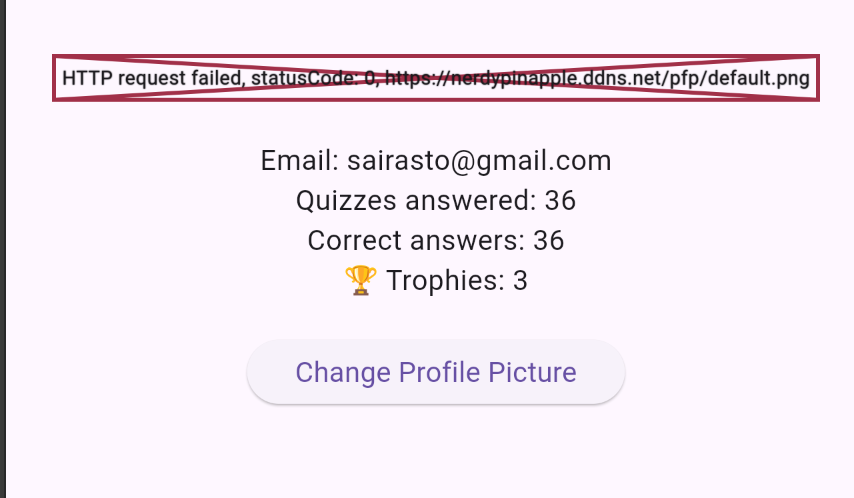 HTTP request failed, statusCode: 0, https://nerdypinapple.ddns.net/pfp/default.png
Email: sairasto@gmail.com
Quizzes answered: 36
Correct answers: 36
🏆 Trophies: 3
Change Profile Picture